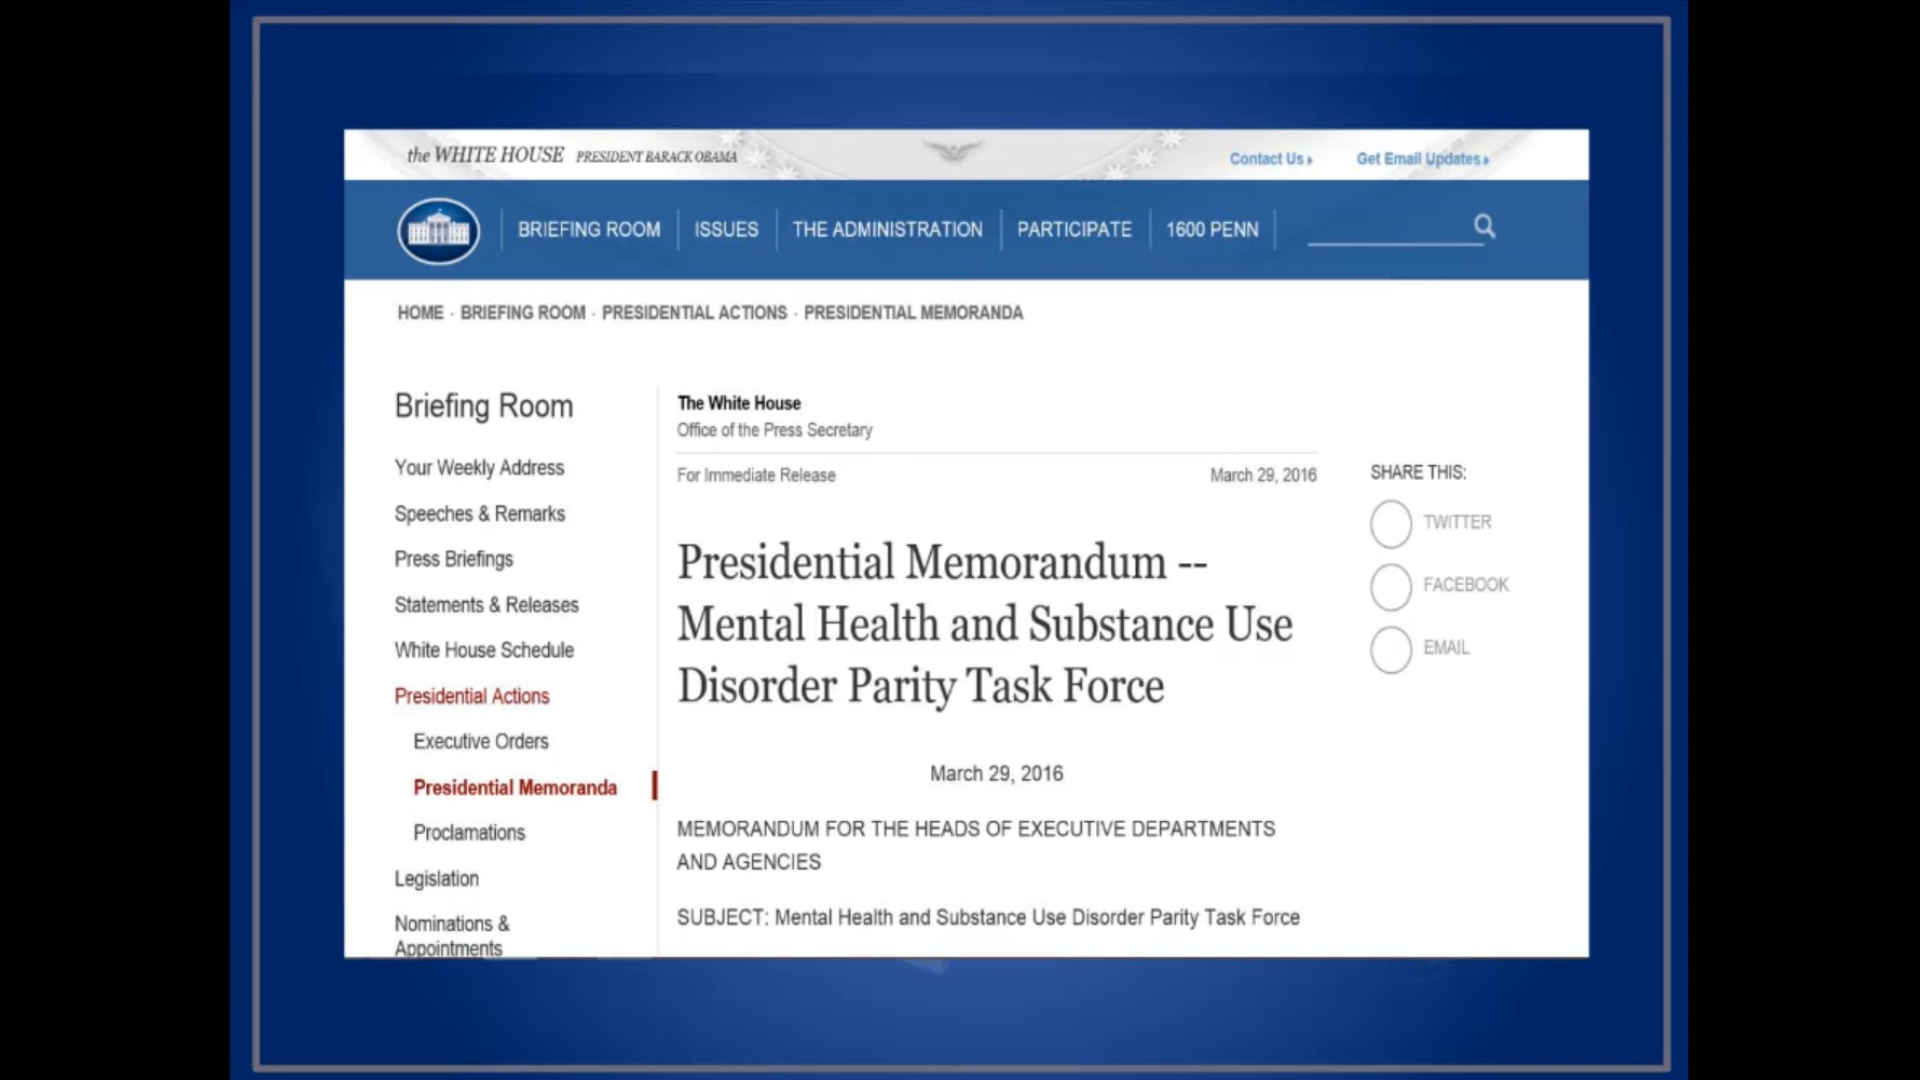 the WHITE HOUSE PRESIDENT BARACK OBAMA
Contact Us
Get Email Updates
BRIEFING ROOM
ISSUES
THE ADMINISTRATION
PARTICIPATE
1600 PENN
HOME · BRIEFING ROOM · PRESIDENTIAL ACTIONS · PRESIDENTIAL MEMORANDA
Briefing Room
Your Weekly Address
Speeches & Remarks
Press Briefings
Statements & Releases
White House Schedule
Presidential Actions
Executive Orders
Presidential Memoranda
Proclamations
Legislation
Nominations &
Appointments
The White House
Office of the Press Secretary
For Immediate Release
March 29, 2016
Presidential Memorandum --
Mental Health and Substance Use
Disorder Parity Task Force
March 29, 2016
MEMORANDUM FOR THE HEADS OF EXECUTIVE DEPARTMENTS
AND AGENCIES
SUBJECT: Mental Health and Substance Use Disorder Parity Task Force
SHARE THIS:
TWITTER
FACEBOOK
EMAIL